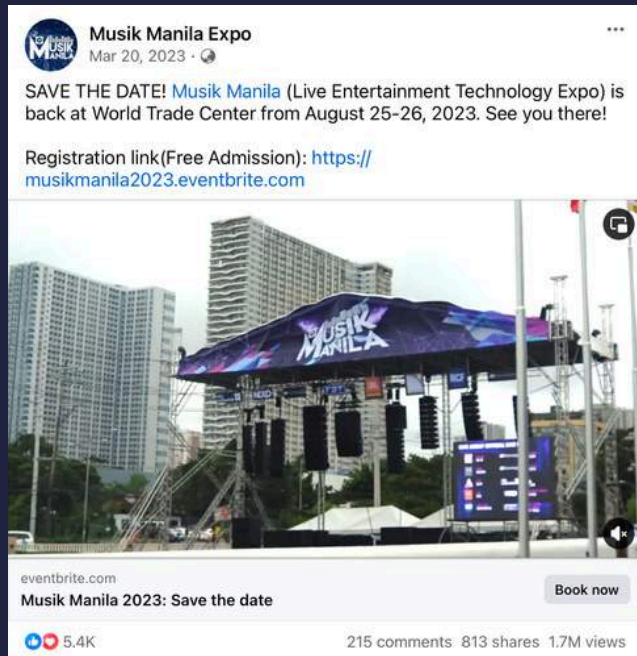 Musik Manila Expo
Mar 20, 2023 ·
SAVE THE DATE! Musik Manila (Live Entertainment Technology Expo) is
back at World Trade Center from August 25-26, 2023. See you there!
Registration link(Free Admission): https://
musikmanila2023.eventbrite.com
MUSIK
MANILA
NEXO
JBL
RCF
eventbrite.com
Musik Manila 2023: Save the date
Book now
5.4K
215 comments 813 shares 1.7M views